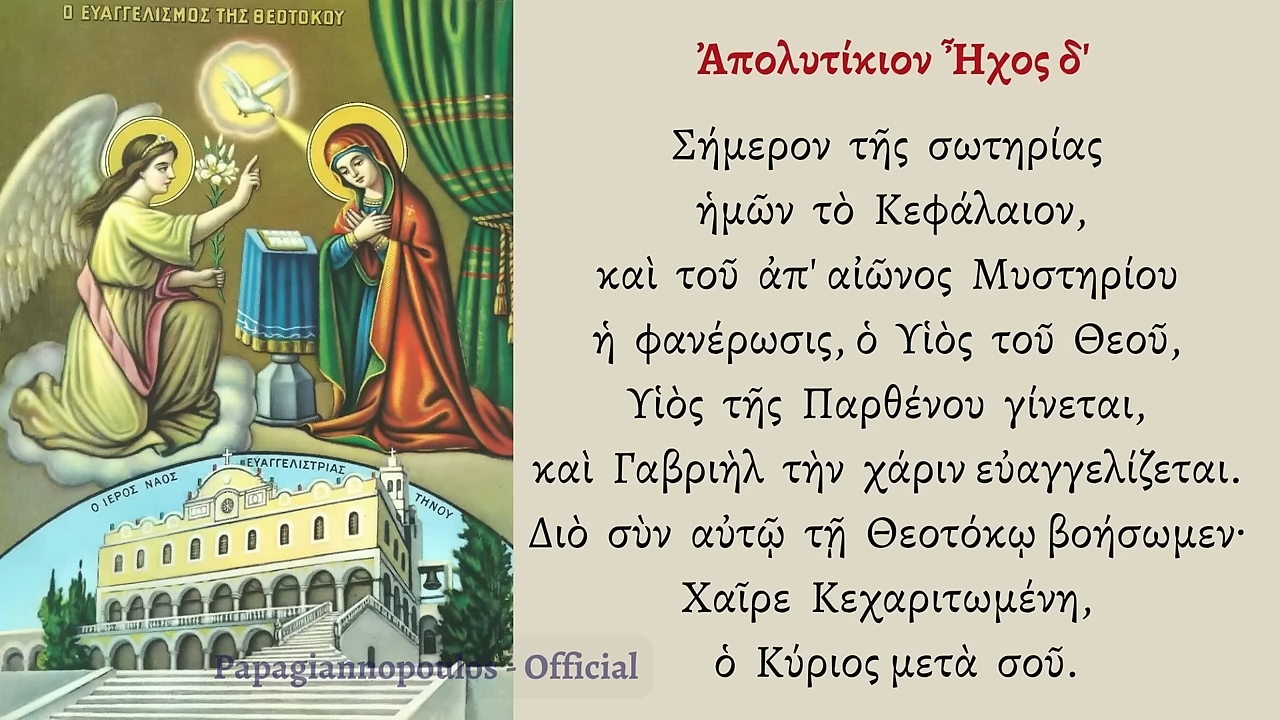 Ο ΕΥΑΓΓΕΛΙΣΜΟΣ ΤΗΣ ΘΕΟΤΟΚΟΥ
Ο ΙΕΡΟΣ ΝΑΟΣ ΕΥΑΓΓΕΛΙΣΤΡΙΑΣ ΤΗΝΟΥ
Ἀπολυτίκιον Ἦχος δ'
Σήμερον τῆς σωτηρίας
ἡμῶν τὸ Κεφάλαιον,
καὶ τοῦ ἀπ' αἰῶνος Μυστηρίου
ἡ φανέρωσις, ὁ Υἱὸς τοῦ Θεοῦ,
Υἱὸς τῆς Παρθένου γίνεται,
καὶ Γαβριὴλ τὴν χάριν εὐαγγελίζεται.
Διὸ σὺν αὐτῷ τῇ Θεοτόκῳ βοήσωμεν·
Χαῖρε Κεχαριτωμένη,
ὁ Κύριος μετὰ σοῦ.
Papagiannopoulos - Official